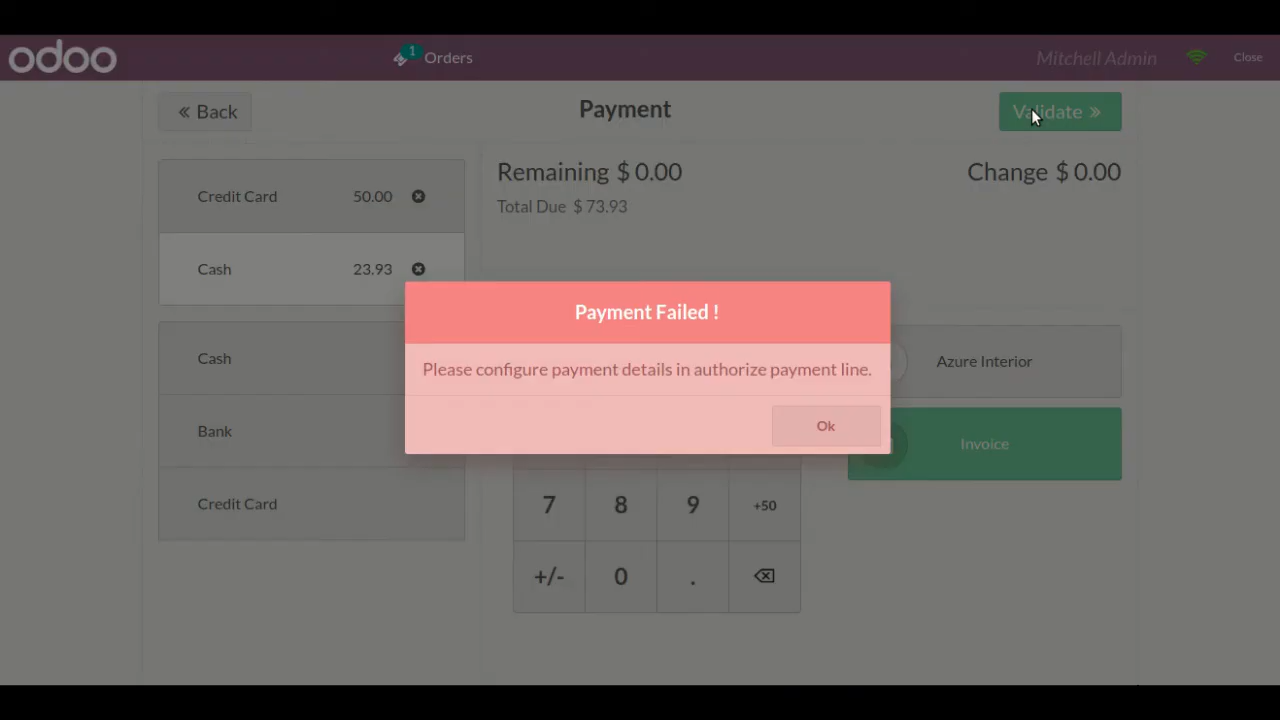 odoo
1 Orders
Mitchell Admin
Close
Back
Payment
Validate
Credit Card 50.00
Cash 23.93
Remaining $ 0.00
Total Due $ 73.93
Change $ 0.00
Payment Failed !
Please configure payment details in authorize payment line.
Ok
Cash
Bank
Credit Card
Azure Interior
Invoice
7 8 9 +50
+/- 0 .